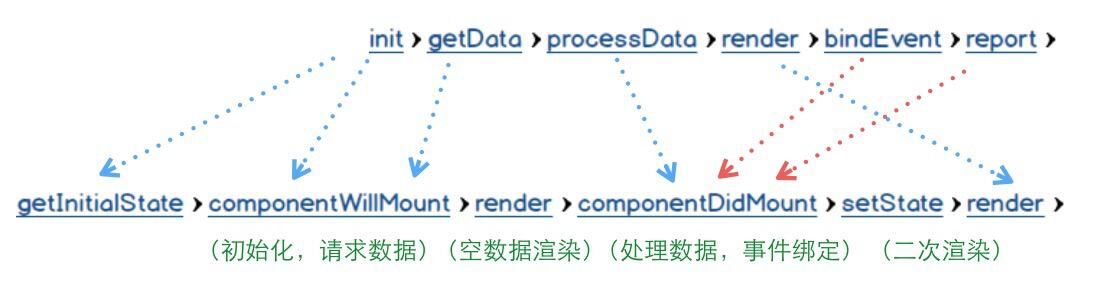 init > getData > processData > render > bindEvent > report >
getInitialState > componentWillMount > render > componentDidMount > setState > render >
（初始化，请求数据）（空数据渲染）（处理数据，事件绑定）（二次渲染）